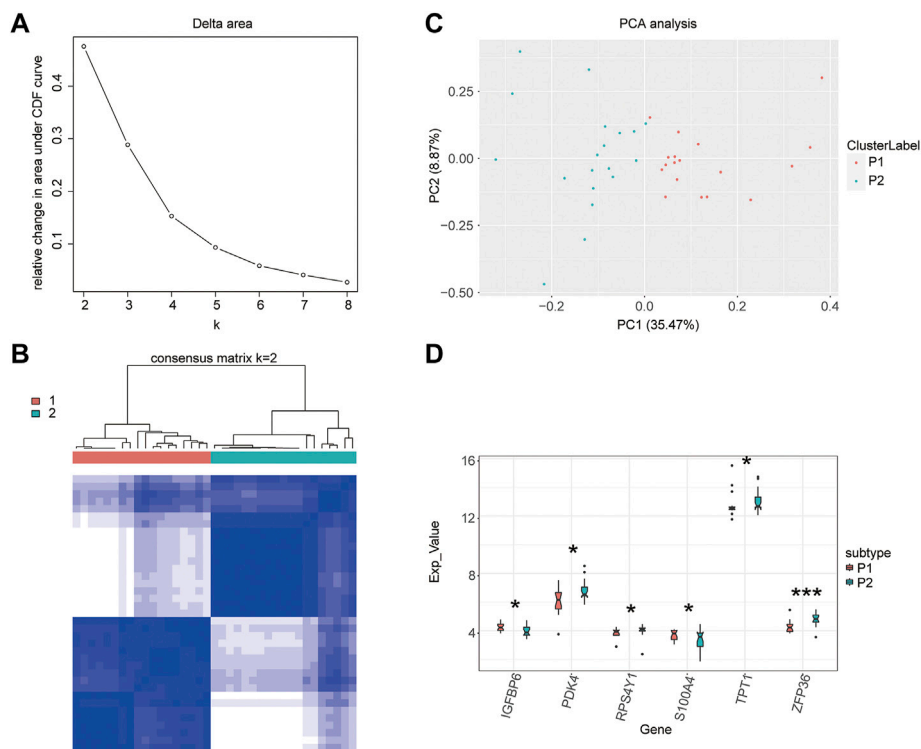 A
Delta area
relative change in area under CDF curve
0.4
0.3
0.2
0.1
2 3 4 5 6 7 8
k
C
PCA analysis
PC2 (8.87%)
0.25
0.00
−0.25
−0.50
0.0 0.2 0.4
PC1 (35.47%)
ClusterLabel
P1
P2
B
consensus matrix k=2
1
2
D
Exp_Value
16
12
8
4
* * * * * ***
IGFBP6 PDK4 RPS4Y1 S100A4 TPT1 ZFP36
Gene
subtype
P1
P2